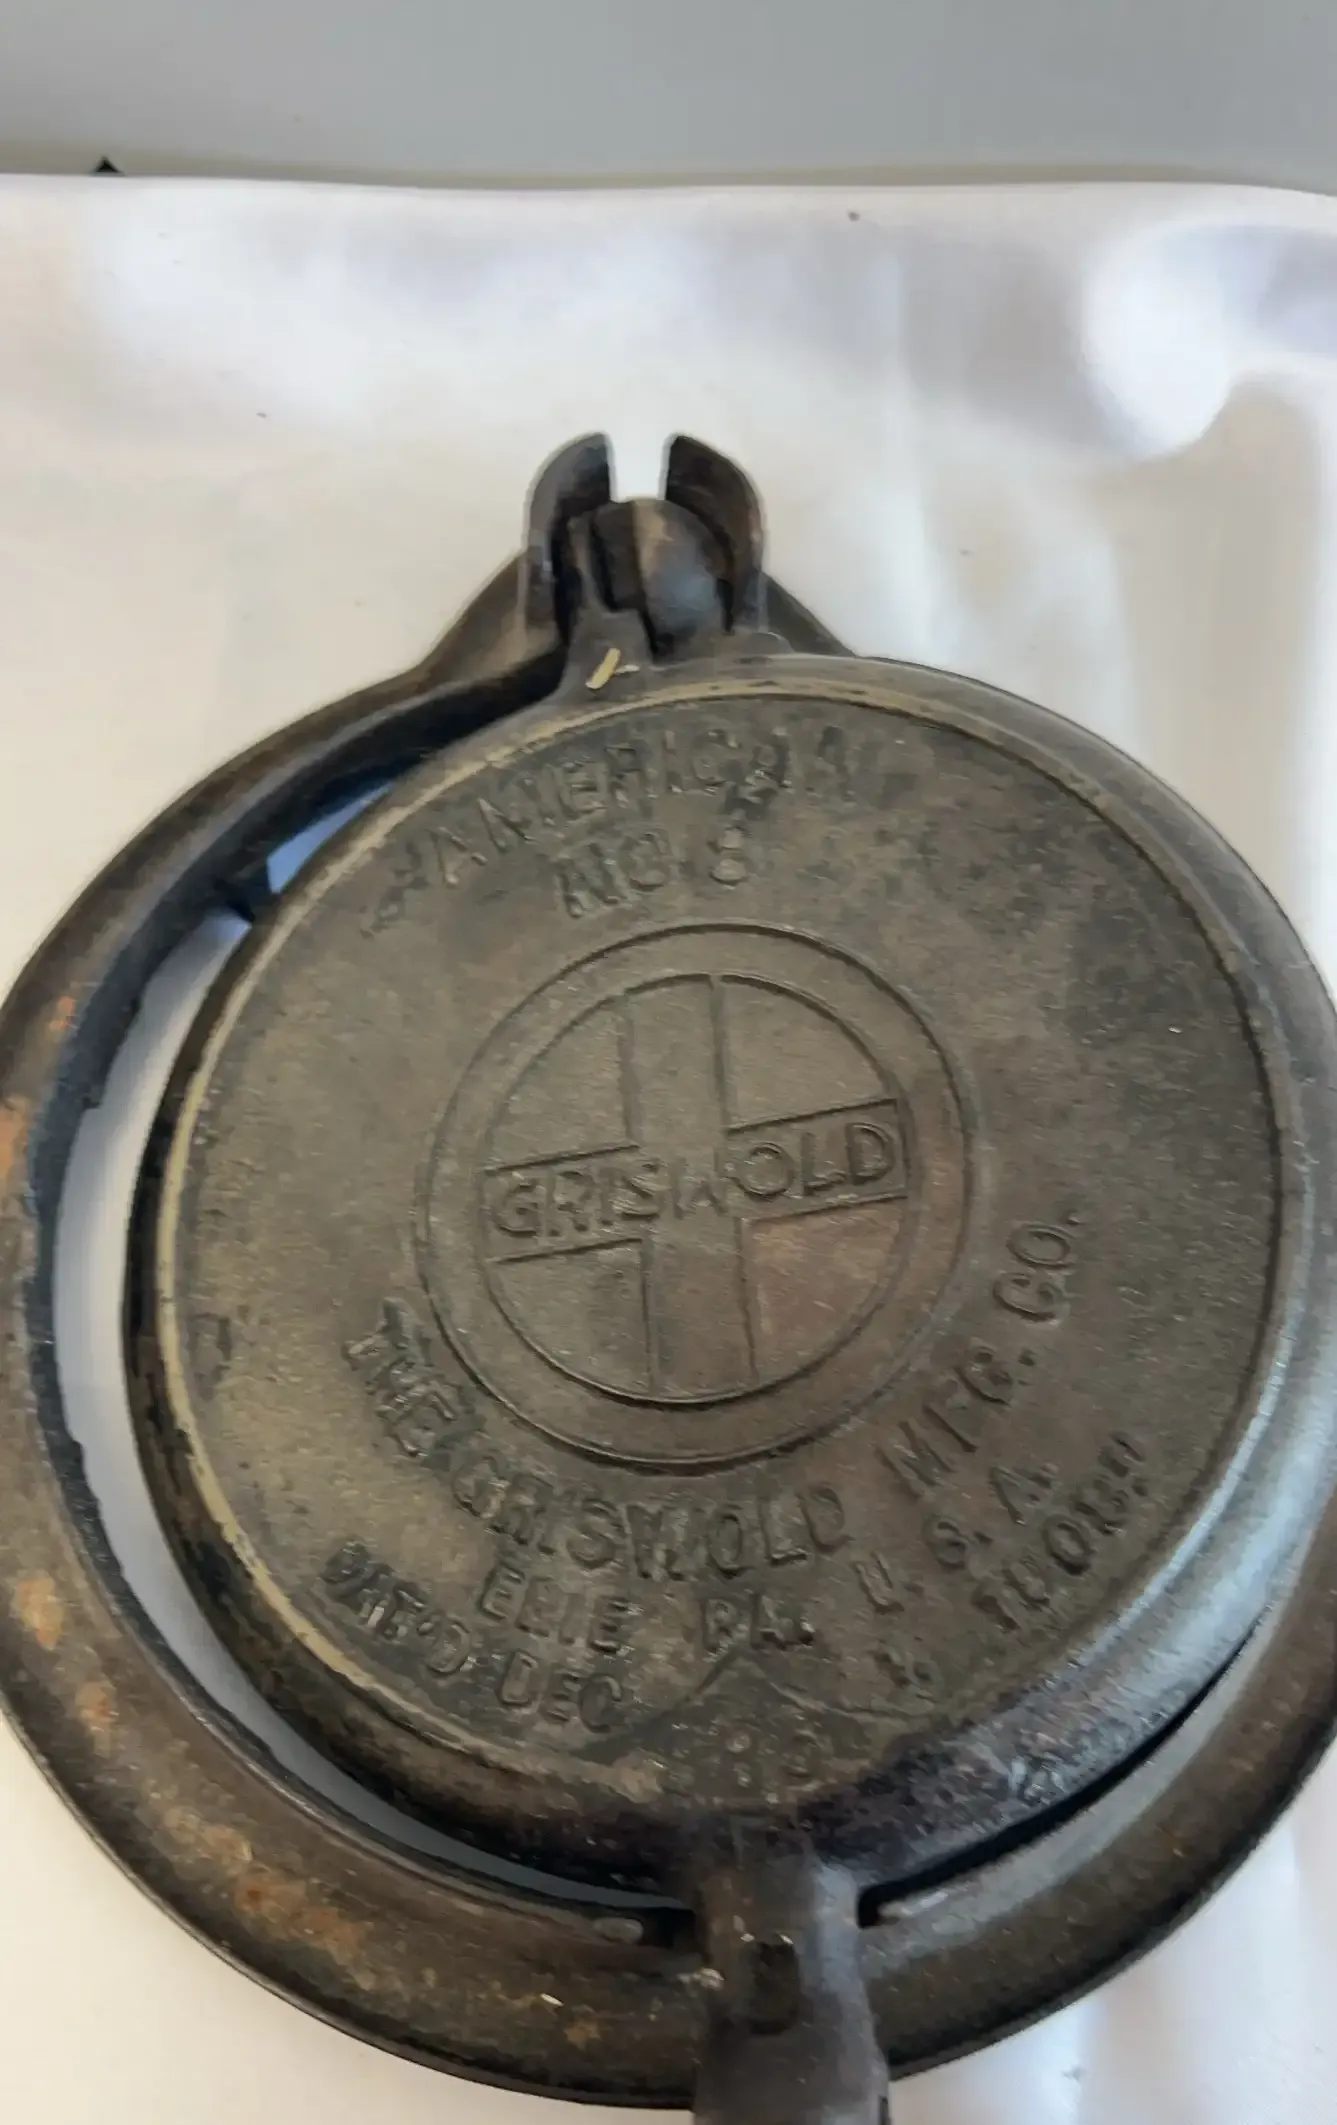 "AMERICAN
NO 8
GRISWOLD
THE GRISWOLD MFG. CO.
ERIE PA. U. S. A.
PAT'D DEC